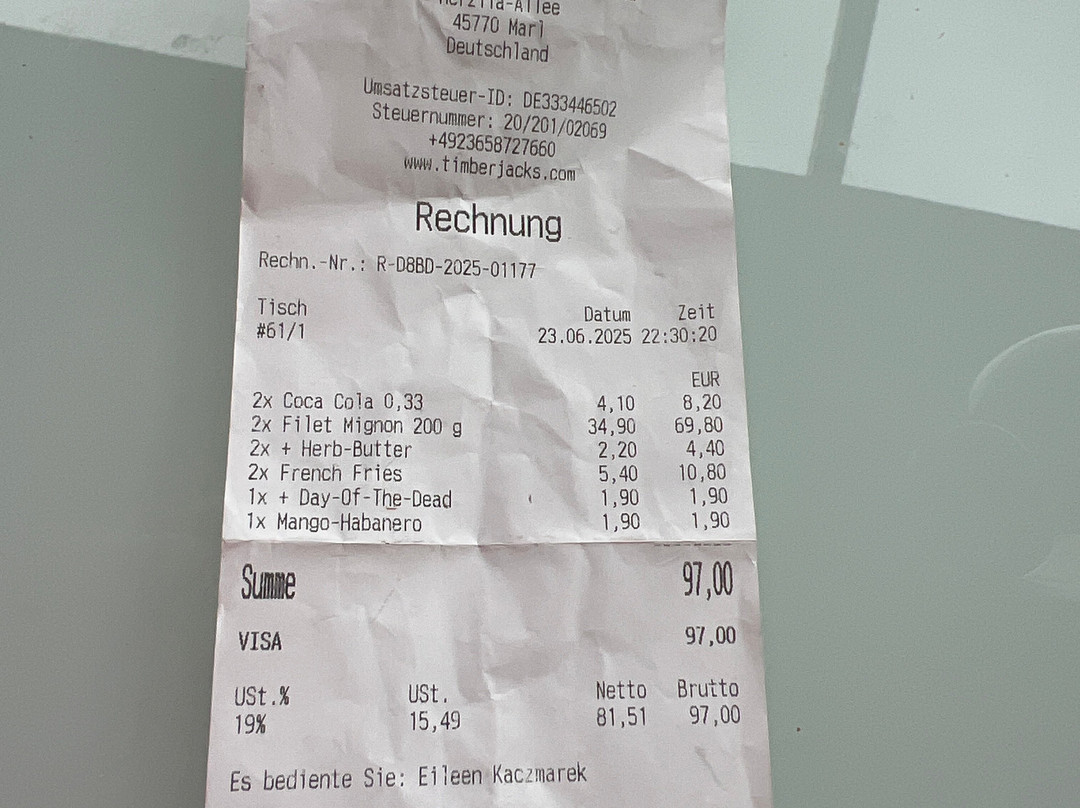 45770 Marl
Deutschland
Umsatzsteuer-ID: DE333446502
Steuernummer: 20/201/02069
+4923658727660
www.timberjacks.com
Rechnung
Rechn.-Nr.: R-D8BD-2025-01177
Tisch Datum Zeit
#61/1 23.06.2025 22:30:20
EUR
2x Coca Cola 0,33 4,10 8,20
2x Filet Mignon 200 g 34,90 69,80
2x + Herb-Butter 2,20 4,40
2x French Fries 5,40 10,80
1x + Day-Of-The-Dead 1,90 1,90
1x Mango-Habanero 1,90 1,90
Summe 97,00
VISA 97,00
USt.% USt. Netto Brutto
19% 15,49 81,51 97,00
Es bediente Sie: Eileen Kaczmarek